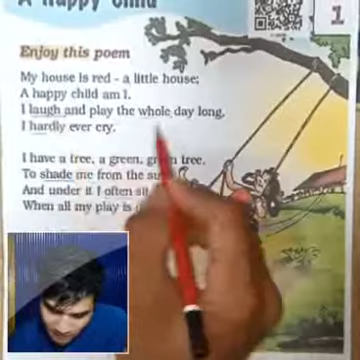 A Happy Child
1
Enjoy this poem
My house is red - a little house;
A happy child am I.
I laugh and play the whole day long,
I hardly ever cry.
I have a tree, a green, green tree.
To shade me from the
And under it I often sit
When all my play is